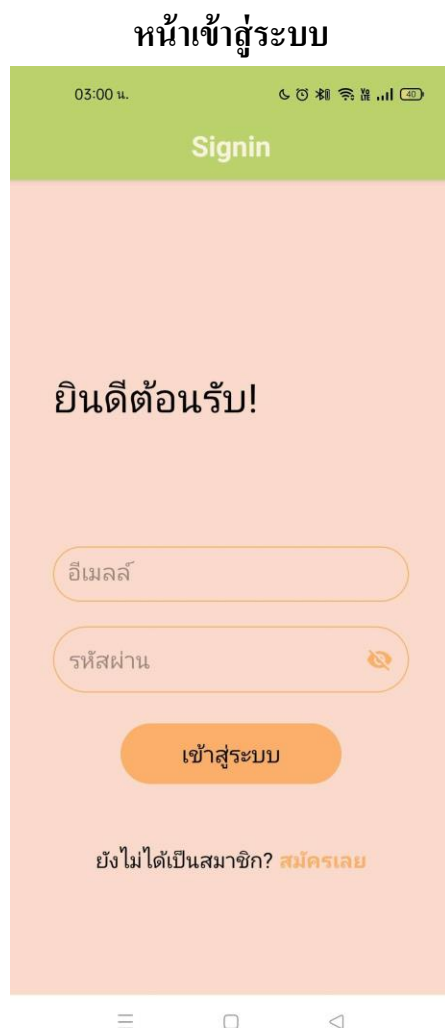 หน้าเข้าสู่ระบบ
03:00 น.
40
Signin
ยินดีต้อนรับ!
อีเมลล์
รหัสผ่าน
เข้าสู่ระบบ
ยังไม่ได้เป็นสมาชิก? สมัครเลย